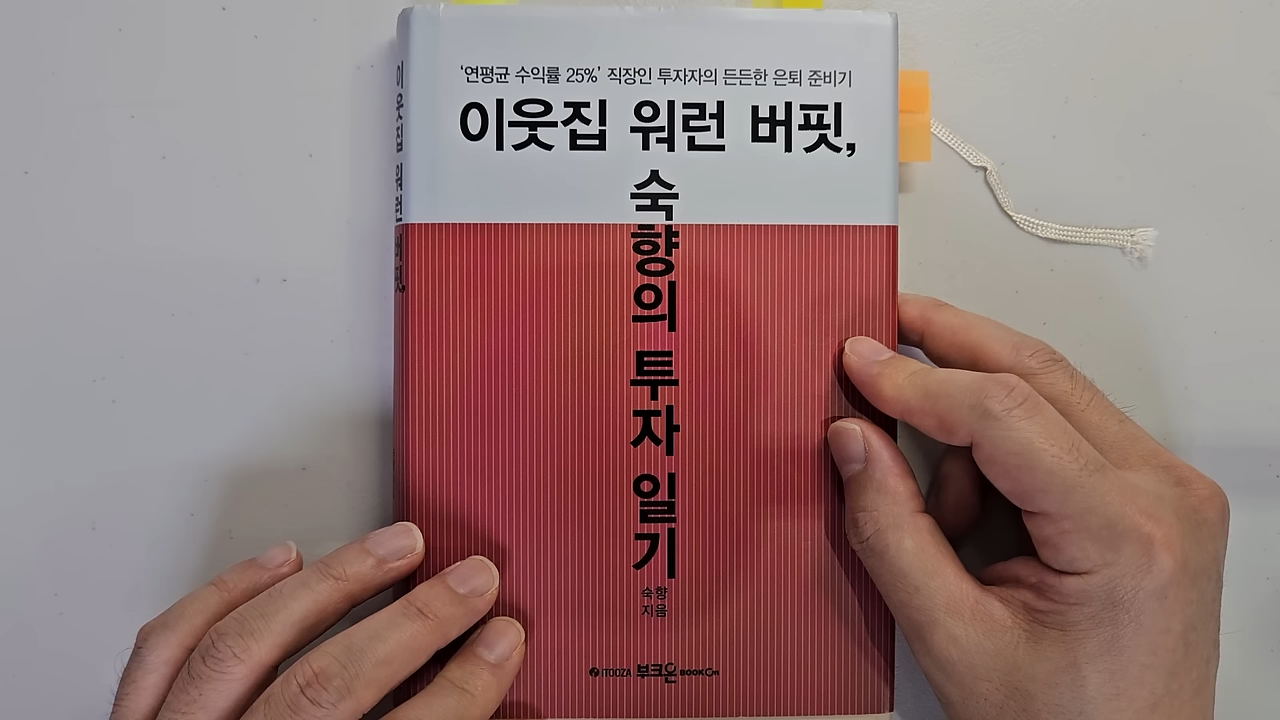 '연평균 수익률 25%' 직장인 투자자의 든든한 은퇴 준비기
이웃집 워런 버핏,
숙향의 투자 일기
숙향
지음
ITOOZA 부크온 BOOKOn
이웃집 워런 버핏,